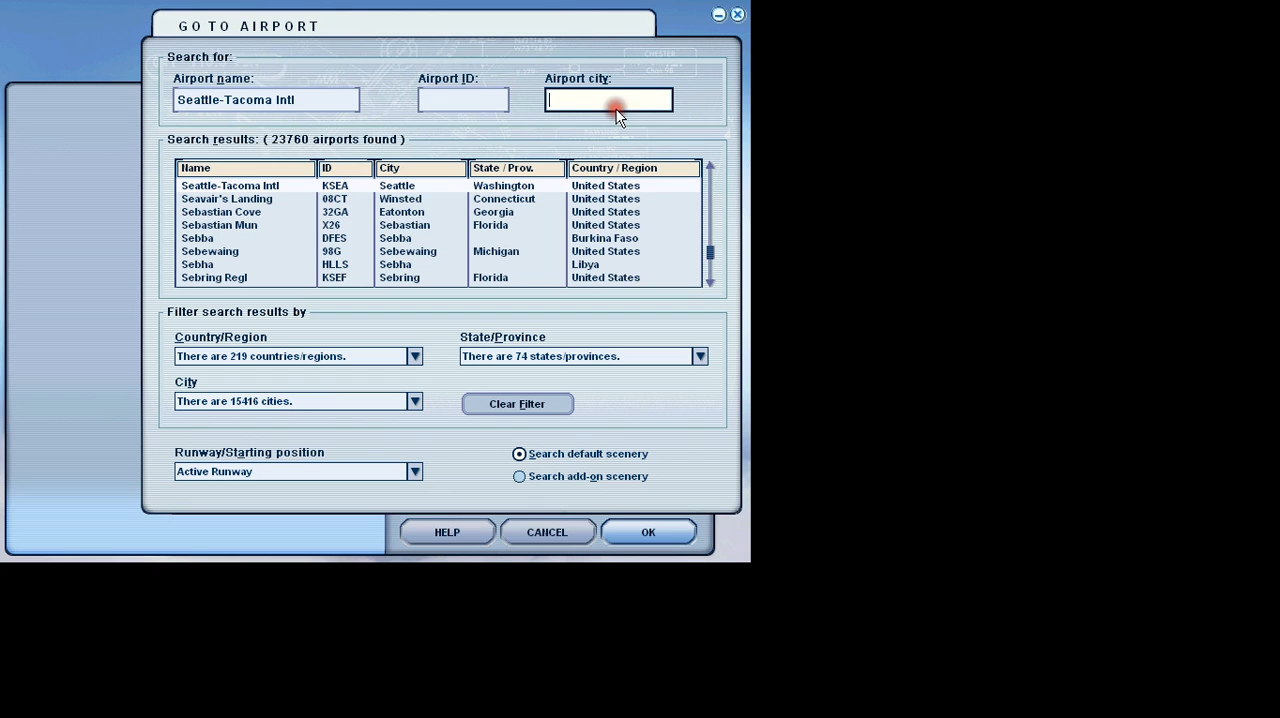 GO TO AIRPORT
Search for:
Airport name: Airport ID: Airport city:
Seattle-Tacoma Intl
Search results: ( 23760 airports found )
Name ID City State / Prov. Country / Region
Seattle-Tacoma Intl KSEA Seattle Washington United States
Seavair's Landing 08CT Winsted Connecticut United States
Sebastian Cove 32GA Eatonton Georgia United States
Sebastian Mun X26 Sebastian Florida United States
Sebba DFES Sebba Burkina Faso
Sebewaing 98G Sebewaing Michigan United States
Sebha HLLS Sebha Libya
Sebring Regl KSEF Sebring Florida United States
Filter search results by
Country/Region State/Province
There are 219 countries/regions. There are 74 states/provinces.
City
There are 15416 cities. Clear Filter
Runway/Starting position Search default scenery
Active Runway Search add-on scenery
HELP CANCEL OK